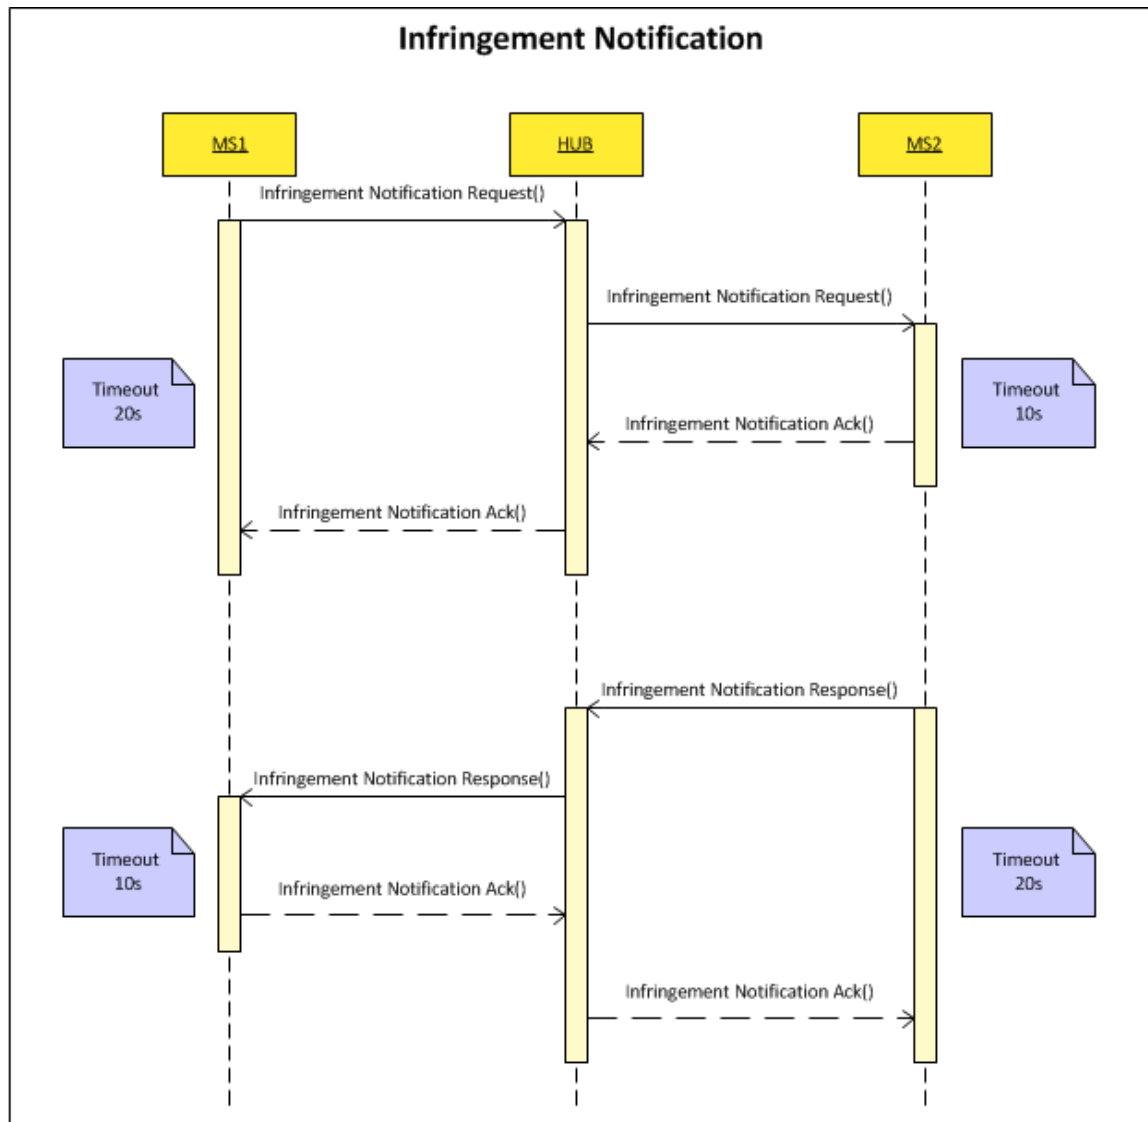 Infringement Notification
MS1
HUB
MS2
Infringement Notification Request()
Infringement Notification Request()
Timeout
20s
Timeout
10s
Infringement Notification Ack()
Infringement Notification Ack()
Infringement Notification Response()
Infringement Notification Response()
Timeout
10s
Timeout
20s
Infringement Notification Ack()
Infringement Notification Ack()